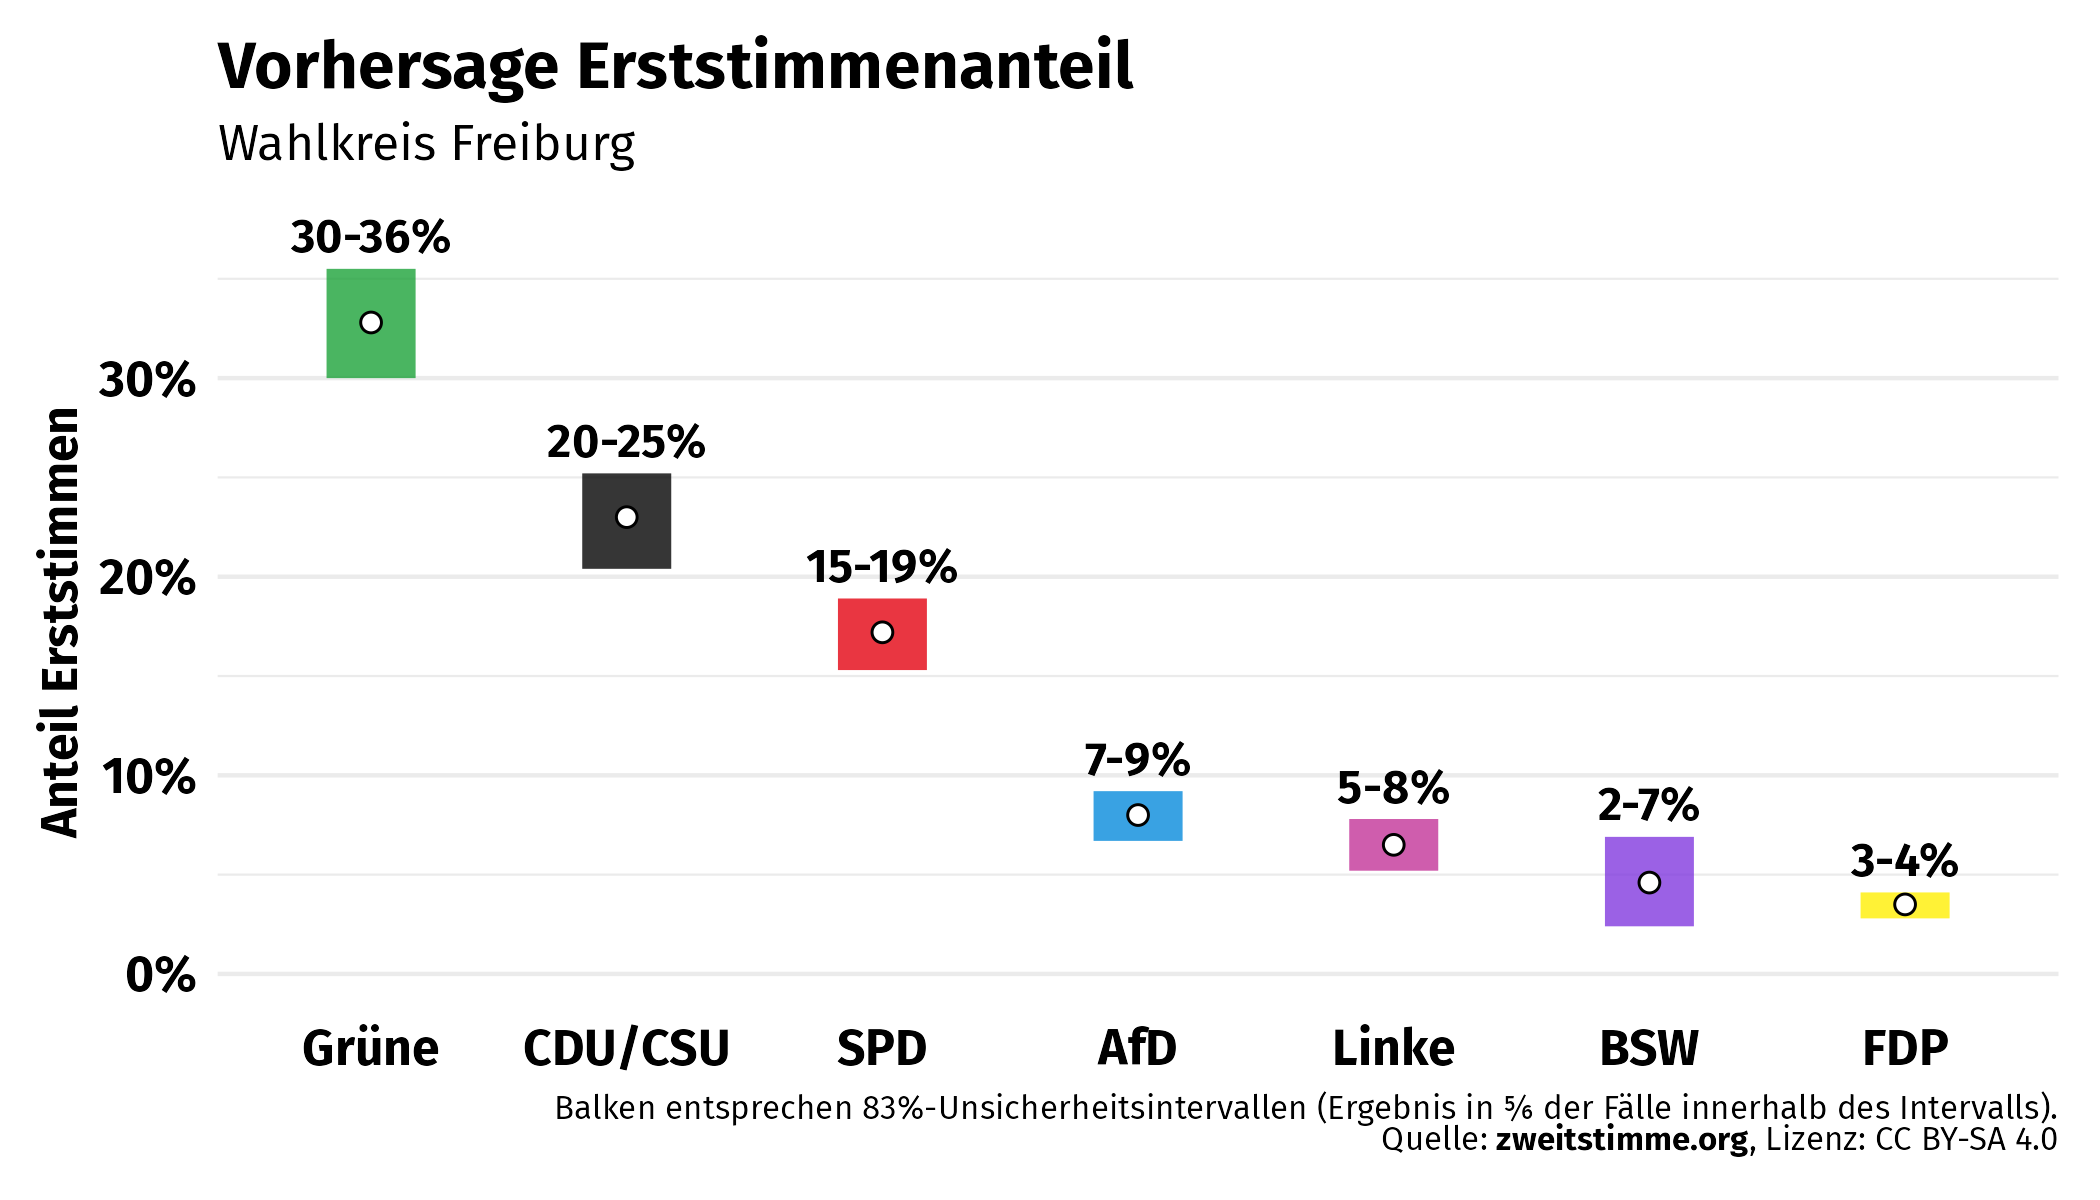 Vorhersage Erststimmenanteil
Wahlkreis Freiburg
30-36%
30%
20-25%
20%
15-19%
7-9%
10%
5-8%
2-7%
3-4%
0%
Anteil Erststimmen
Grüne CDU/CSU SPD AfD Linke BSW FDP
Balken entsprechen 83%-Unsicherheitsintervallen (Ergebnis in ⅚ der Fälle innerhalb des Intervalls).
Quelle: zweitstimme.org, Lizenz: CC BY-SA 4.0